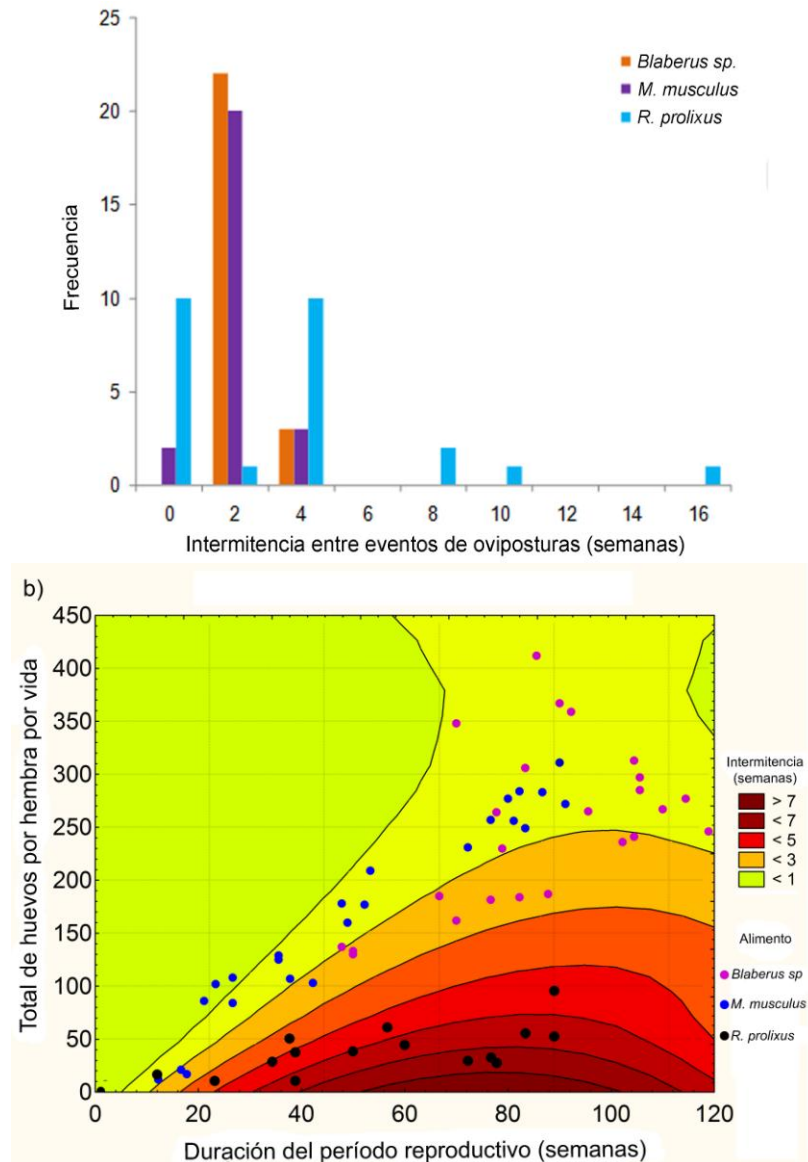 25
20
15
10
5
0
Frecuencia
Blaberus sp.
M. musculus
R. prolixus
0 2 4 6 8 10 12 14 16
Intermitencia entre eventos de oviposturas (semanas)
b)
450
400
350
300
250
200
150
100
50
0
Total de huevos por hembra por vida
0 20 40 60 80 100 120
Duración del período reproductivo (semanas)
Intermitencia
(semanas)
> 7
< 7
< 5
< 3
< 1
Alimento
Blaberus sp
M. musculus
R. prolixus